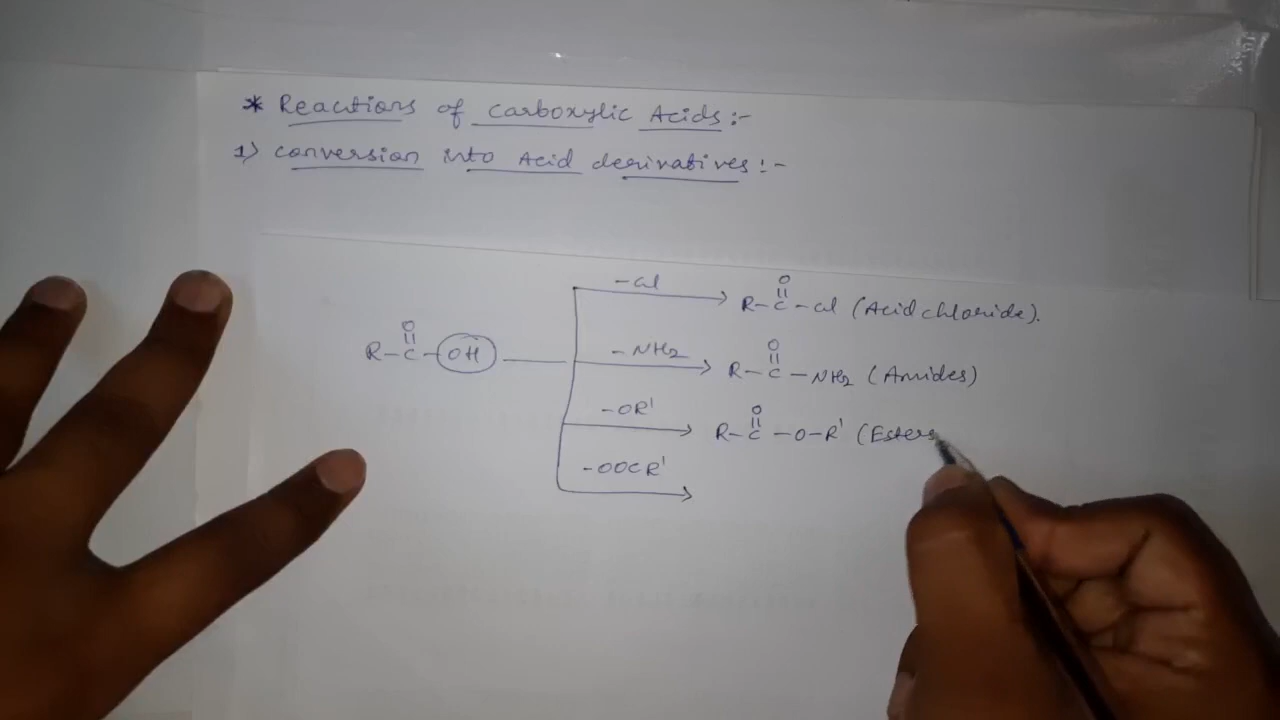 * Reactions of Carboxylic Acids:-
1) Conversion into Acid derivatives:-
-Cl
O
R-C-Cl (Acid chloride).
O
R-C-OH
-NH2
O
R-C-NH2 (Amides)
-OR'
O
R-C-O-R' (Esters
-OOCR'